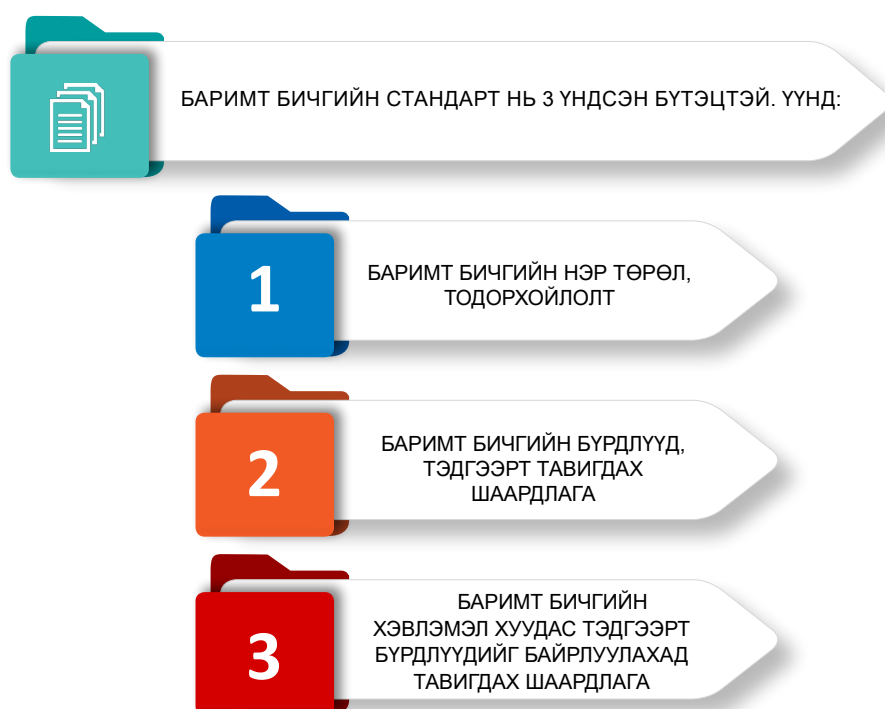 БАРИМТ БИЧГИЙН СТАНДАРТ НЬ 3 ҮНДСЭН БҮТЭЦТЭЙ. ҮҮНД:
1
БАРИМТ БИЧГИЙН НЭР ТӨРӨЛ,
ТОДОРХОЙЛОЛТ
2
БАРИМТ БИЧГИЙН БҮРДЛҮҮД,
ТЭДГЭЭРТ ТАВИГДАХ
ШААРДЛАГА
3
БАРИМТ БИЧГИЙН
ХЭВЛЭМЭЛ ХУУДАС ТЭДГЭЭРТ
БҮРДЛҮҮДИЙГ БАЙРЛУУЛАХАД
ТАВИГДАХ ШААРДЛАГА